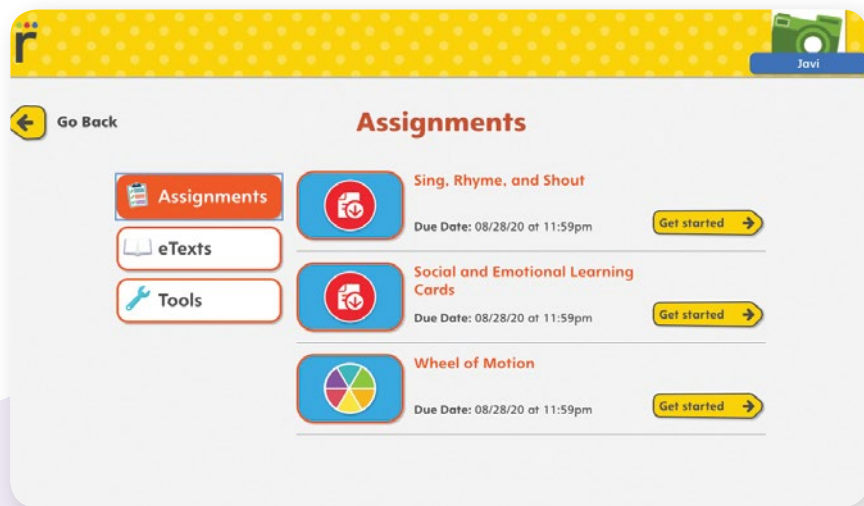 r̈
Javi
Go Back
Assignments
Assignments
eTexts
Tools
Sing, Rhyme, and Shout
Due Date: 08/28/20 at 11:59pm
Get started
Social and Emotional Learning
Cards
Due Date: 08/28/20 at 11:59pm
Get started
Wheel of Motion
Due Date: 08/28/20 at 11:59pm
Get started